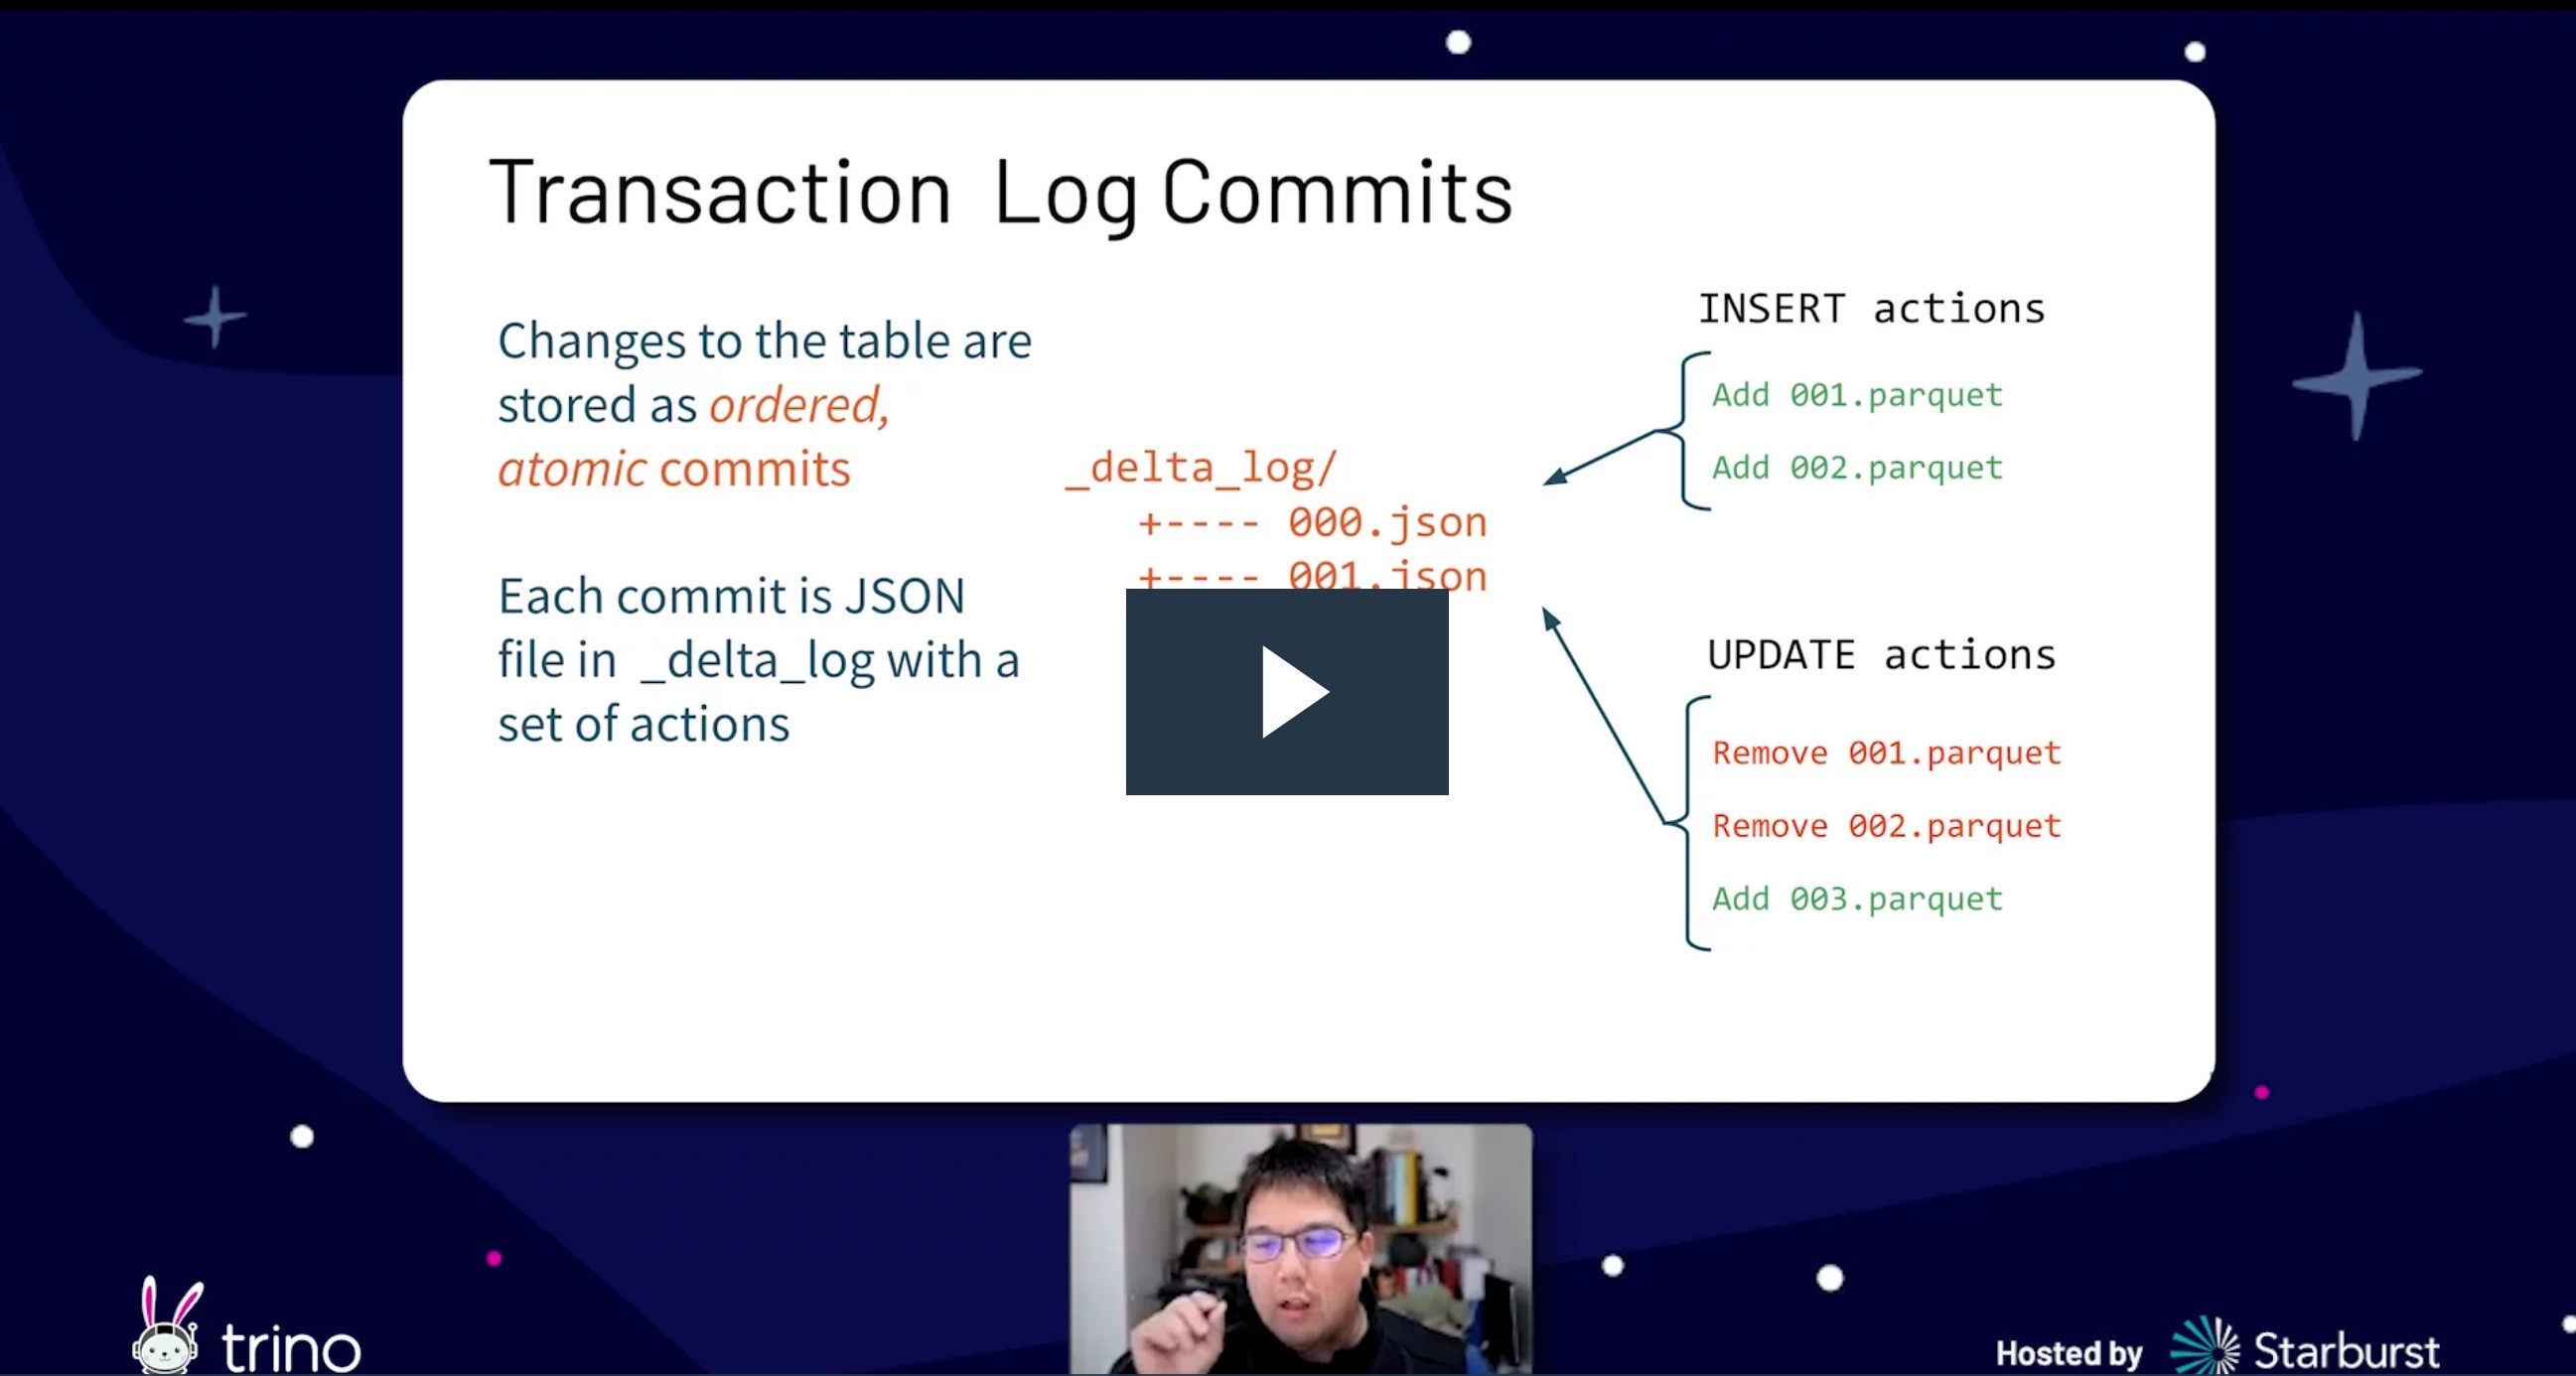 Transaction Log Commits
Changes to the table are
stored as ordered,
atomic commits
Each commit is JSON
file in _delta_log with a
set of actions
_delta_log/
+---- 000.json
+---- 001.json
INSERT actions
Add 001.parquet
Add 002.parquet
UPDATE actions
Remove 001.parquet
Remove 002.parquet
Add 003.parquet
trino
Hosted by Starburst